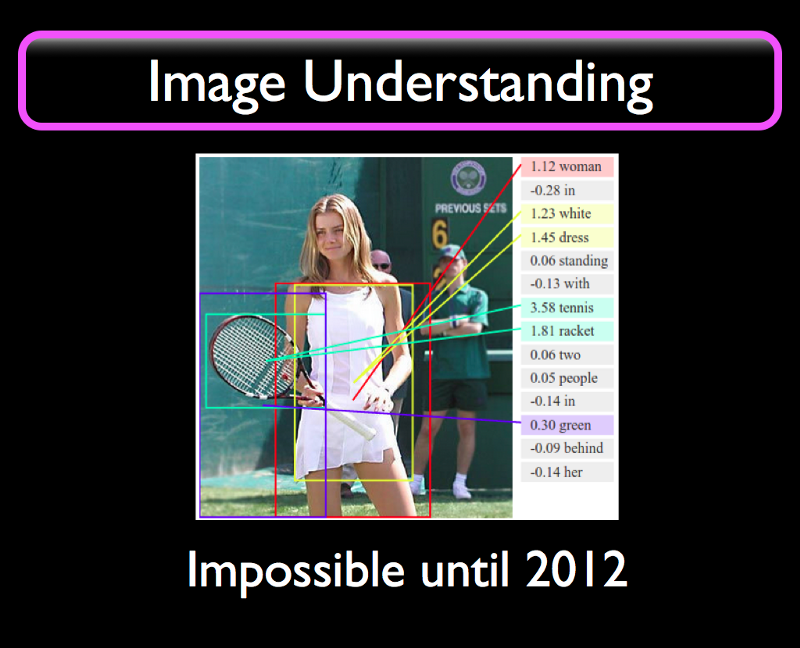 Image Understanding
PREVIOUS SETS
6
1.12 woman
-0.28 in
1.23 white
1.45 dress
0.06 standing
-0.13 with
3.58 tennis
1.81 racket
0.06 two
0.05 people
-0.14 in
0.30 green
-0.09 behind
-0.14 her
Impossible until 2012